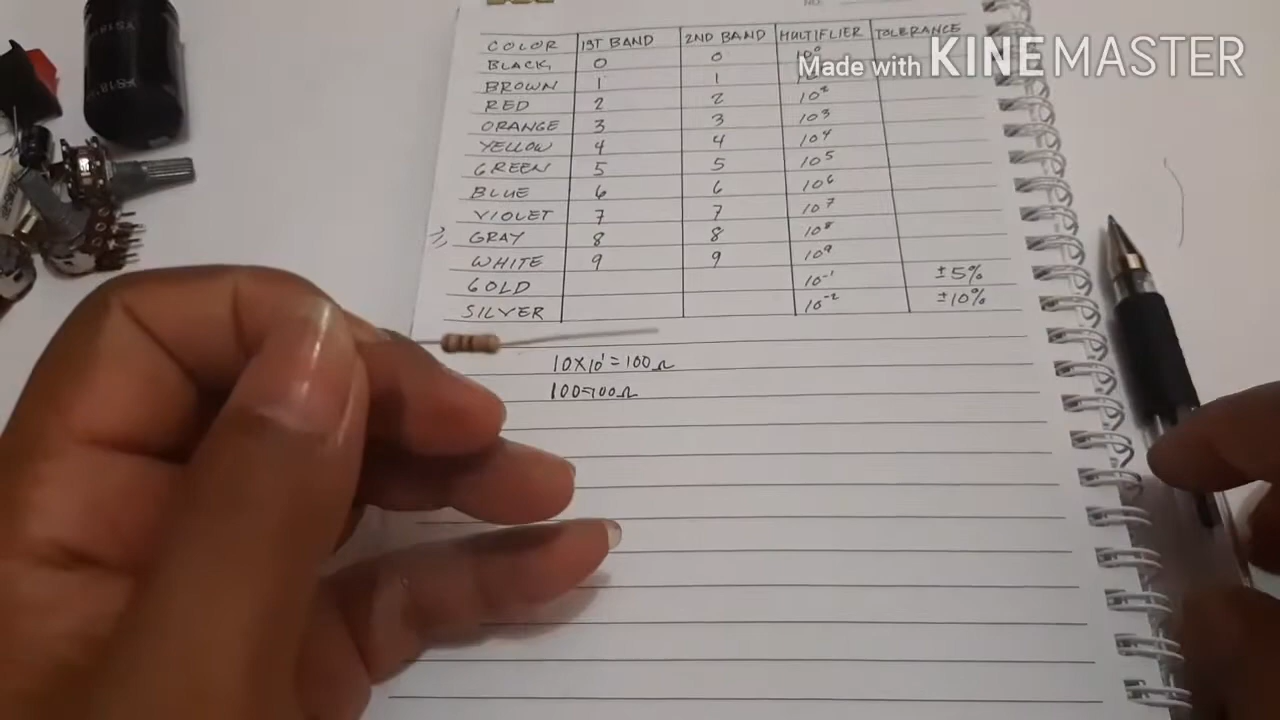 NO.
COLOR 1ST BAND 2ND BAND MULTIFLIER TOLERANCE
BLACK 0 0 10⁰
Made with KINEMASTER
BROWN 1 1
RED 2 2 10²
ORANGE 3 3 10³
YELLOW 4 4 10⁴
GREEN 5 5 10⁵
BLUE 6 6 10⁶
VIOLET 7 7 10⁷
GRAY 8 8 10⁸
WHITE 9 9 10⁹
GOLD 10⁻¹ ±5%
SILVER 10⁻² ±10%
10×10¹=100Ω
100=100Ω